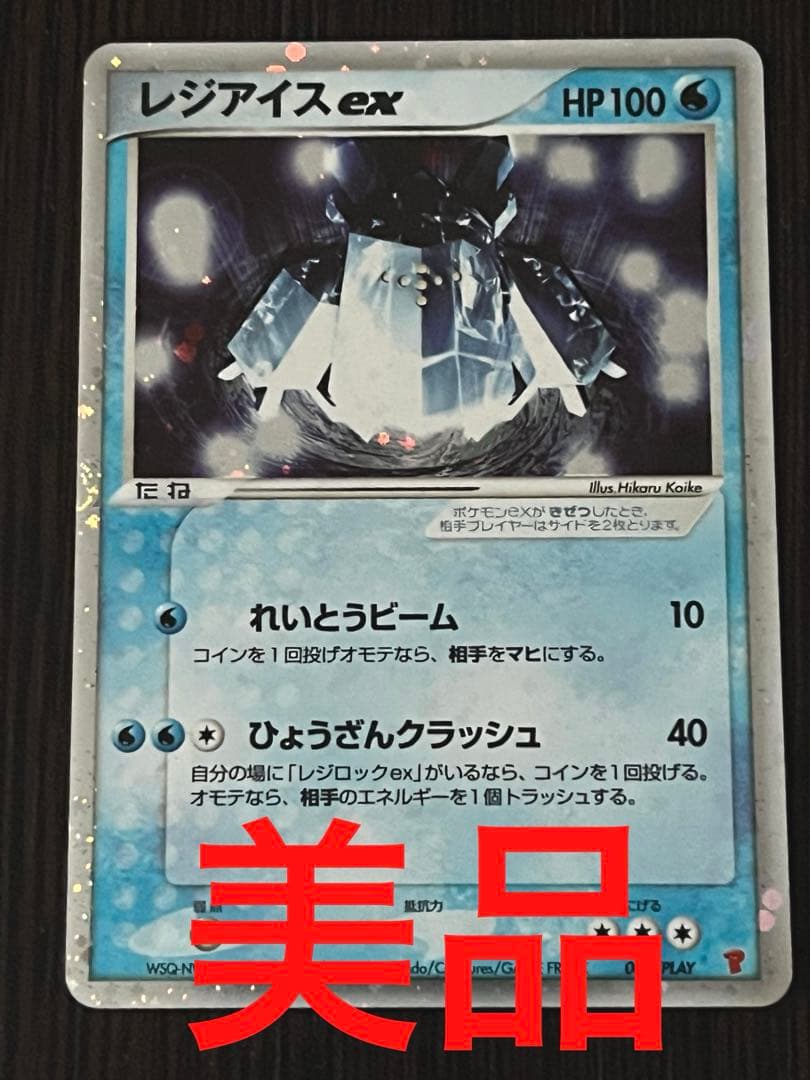 レジアイスex HP100
たね Illus.Hikaru Koike
ポケモンexが きぜつしたとき、
相手プレイヤーはサイドを2枚とります。
れいとうビーム 10
コインを1回投げオモテなら、相手をマヒにする。
ひょうざんクラッシュ 40
自分の場に「レジロックex」がいるなら、コインを1回投げる。
オモテなら、相手のエネルギーを1個トラッシュする。
抵抗力
美品
PLAY